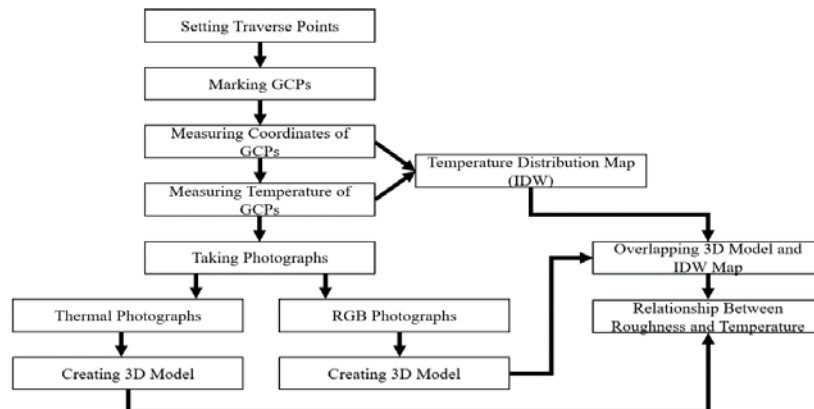 Setting Traverse Points
Marking GCPs
Measuring Coordinates of
GCPs
Temperature Distribution Map
(IDW)
Measuring Temperature of
GCPs
Taking Photographs
Overlapping 3D Model and
IDW Map
Thermal Photographs
RGB Photographs
Relationship Between
Roughness and Temperature
Creating 3D Model
Creating 3D Model